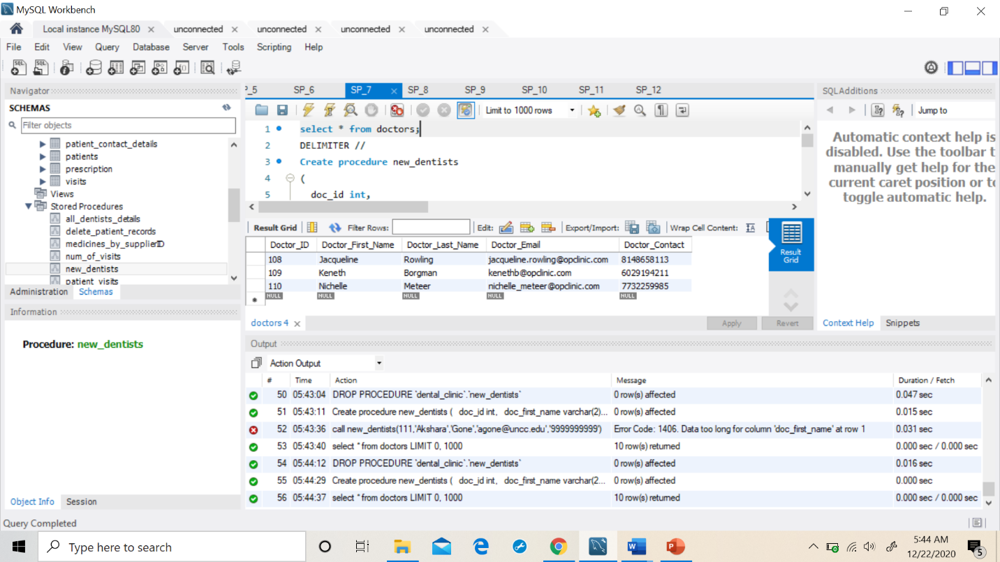 MySQL Workbench
Local instance MySQL80 unconnected unconnected unconnected unconnected
File Edit View Query Database Server Tools Scripting Help
Navigator
SCHEMAS
Filter objects
patient_contact_details
patients
prescription
visits
Views
Stored Procedures
all_dentists_details
delete_patient_records
medicines_by_supplierID
num_of_visits
new_dentists
patient_visits
Administration Schemas
Information
Procedure: new_dentists
Object Info Session
SP_6 SP_7 SP_8 SP_9 SP_10 SP_11 SP_12
Limit to 1000 rows
1 select * from doctors;
2 DELIMITER //
3 Create procedure new_dentists
4 (
5 doc_id int,
Result Grid Filter Rows: Edit: Export/Import: Wrap Cell Content:
Doctor_ID Doctor_First_Name Doctor_Last_Name Doctor_Email Doctor_Contact
108 Jacqueline Rowling jacqueline.rowling@opclinic.com 8148658113
109 Keneth Borgman kenethb@opclinic.com 6029194211
110 Nichelle Meteer nichelle_meteer@opclinic.com 7732259985
NULL NULL NULL NULL NULL
Result
Grid
doctors 4 Apply Revert
SQLAdditions
Jump to
Automatic context help is
disabled. Use the toolbar t
manually get help for the
current caret position or to
toggle automatic help.
Context Help Snippets
Output
Action Output
# Time Action Message Duration / Fetch
50 05:43:04 DROP PROCEDURE `dental_clinic`.`new_dentists` 0 row(s) affected 0.047 sec
51 05:43:11 Create procedure new_dentists ( doc_id int, doc_first_name varchar(2)... 0 row(s) affected 0.015 sec
52 05:43:36 call new_dentists(111,'Akshara','Gone','agone@uncc.edu','9999999999') Error Code: 1406. Data too long for column 'doc_first_name' at row 1 0.031 sec
53 05:43:40 select * from doctors LIMIT 0, 1000 10 row(s) returned 0.000 sec / 0.000 sec
54 05:44:12 DROP PROCEDURE `dental_clinic`.`new_dentists` 0 row(s) affected 0.016 sec
55 05:44:29 Create procedure new_dentists ( doc_id int, doc_first_name varchar(2... 0 row(s) affected 0.000 sec
56 05:44:37 select * from doctors LIMIT 0, 1000 10 row(s) returned 0.000 sec / 0.000 sec
Query Completed
Type here to search
5:44 AM
12/22/2020
5